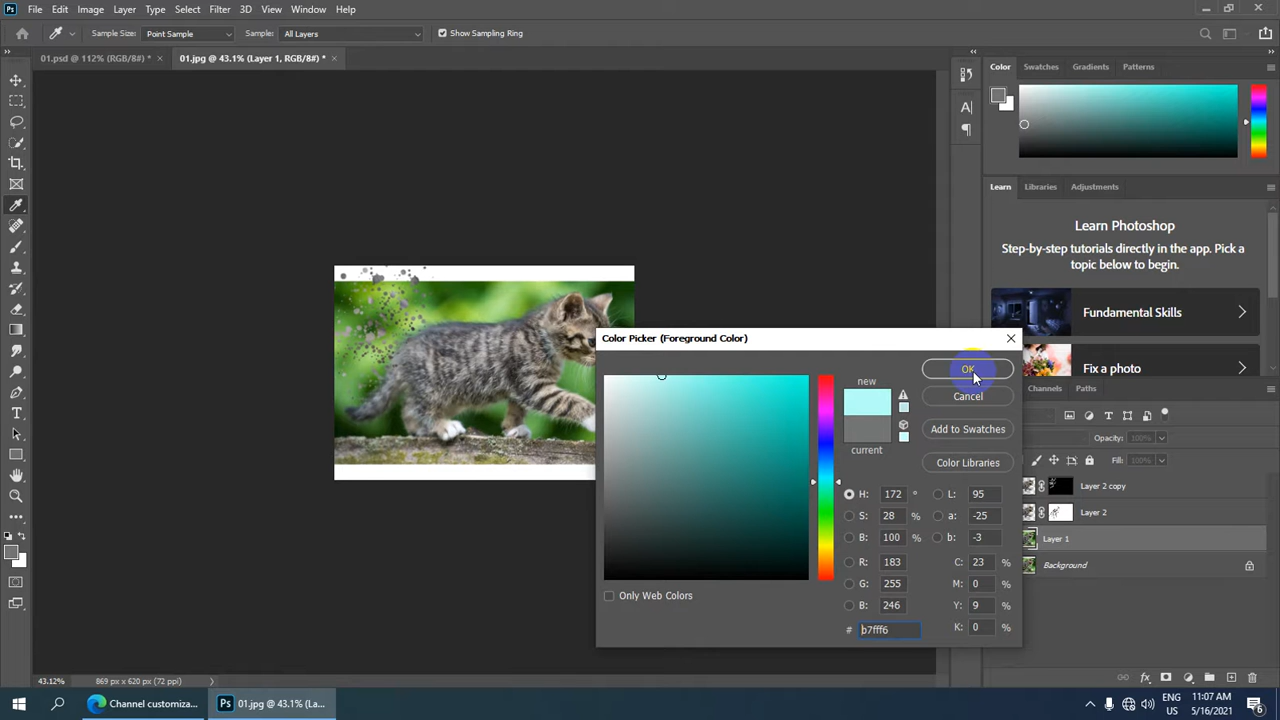 Ps File Edit Image Layer Type Select Filter 3D View Window Help
Sample Size: Point Sample Sample: All Layers Show Sampling Ring
01.psd @ 112% (RGB/8#) * × 01.jpg @ 43.1% (Layer 1, RGB/8#) * ×
Color Swatches Gradients Patterns
Learn Libraries Adjustments
Learn Photoshop
Step-by-step tutorials directly in the app. Pick a
topic below to begin.
Fundamental Skills
Fix a photo
Channels Paths
Opacity: 100%
Fill: 100%
Layer 2 copy
Layer 2
Layer 1
Background
Color Picker (Foreground Color)
new
current
OK
Cancel
Add to Swatches
Color Libraries
H: 172 ° L: 95
S: 28 % a: -25
B: 100 % b: -3
R: 183 C: 23 %
G: 255 M: 0 %
B: 246 Y: 9 %
# b7fff6 K: 0 %
Only Web Colors
43.12% 869 px x 620 px (72 ppi)
Channel customiza...
Ps 01.jpg @ 43.1% (La...
ENG
US
11:07 AM
5/16/2021
6